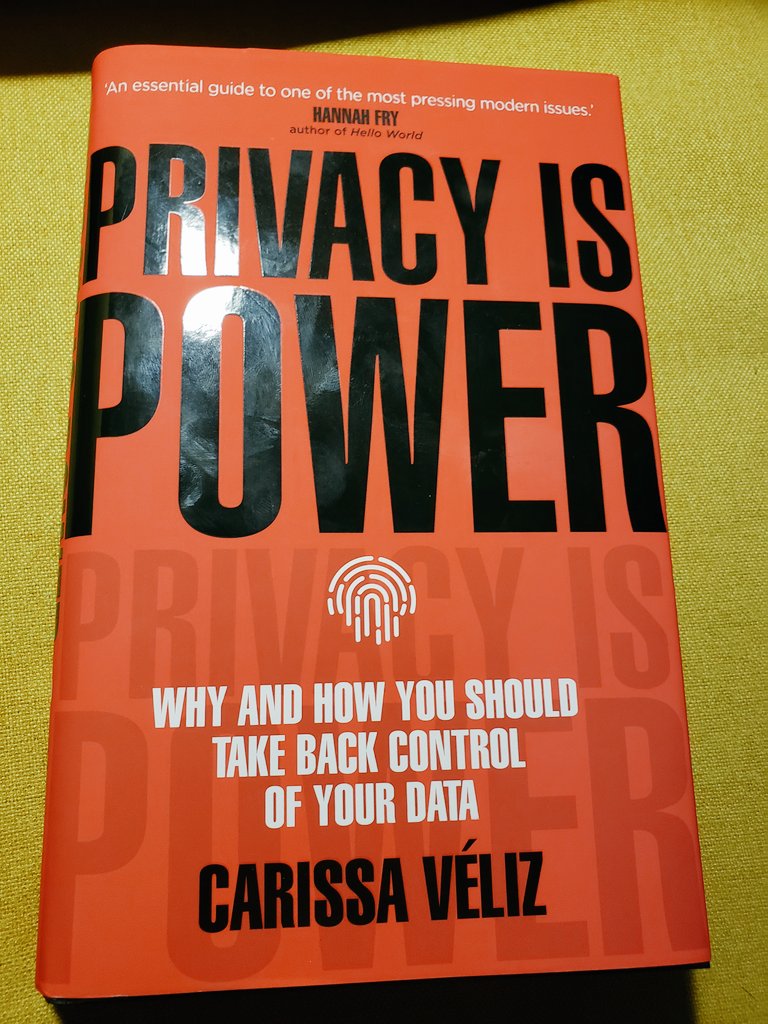 'An essential guide to one of the most pressing modern issues.'
HANNAH FRY
author of Hello World
PRIVACY IS
POWER
PRIVACY IS
POWER
WHY AND HOW YOU SHOULD
TAKE BACK CONTROL
OF YOUR DATA
CARISSA VÉLIZ